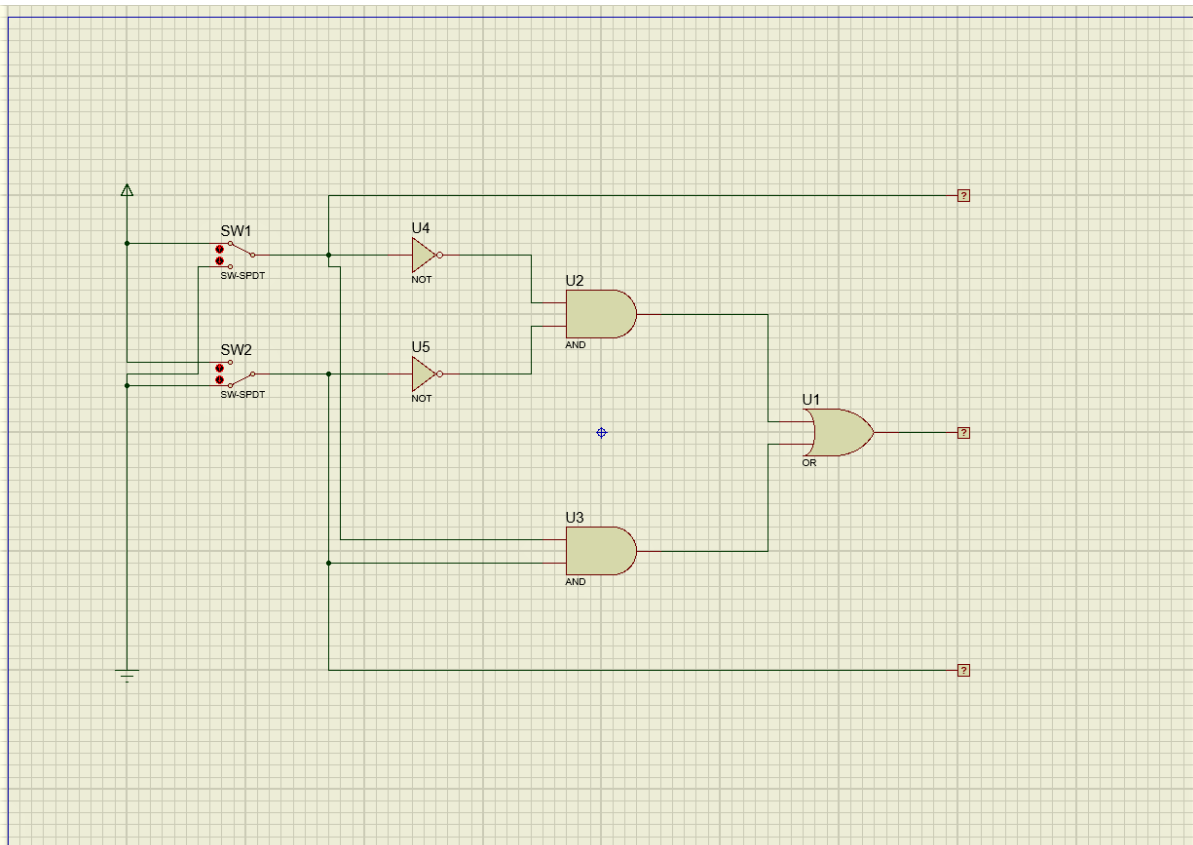 ?
SW1
SW-SPDT
U4
NOT
U2
AND
SW2
SW-SPDT
U5
NOT
U1
OR
?
U3
AND
?